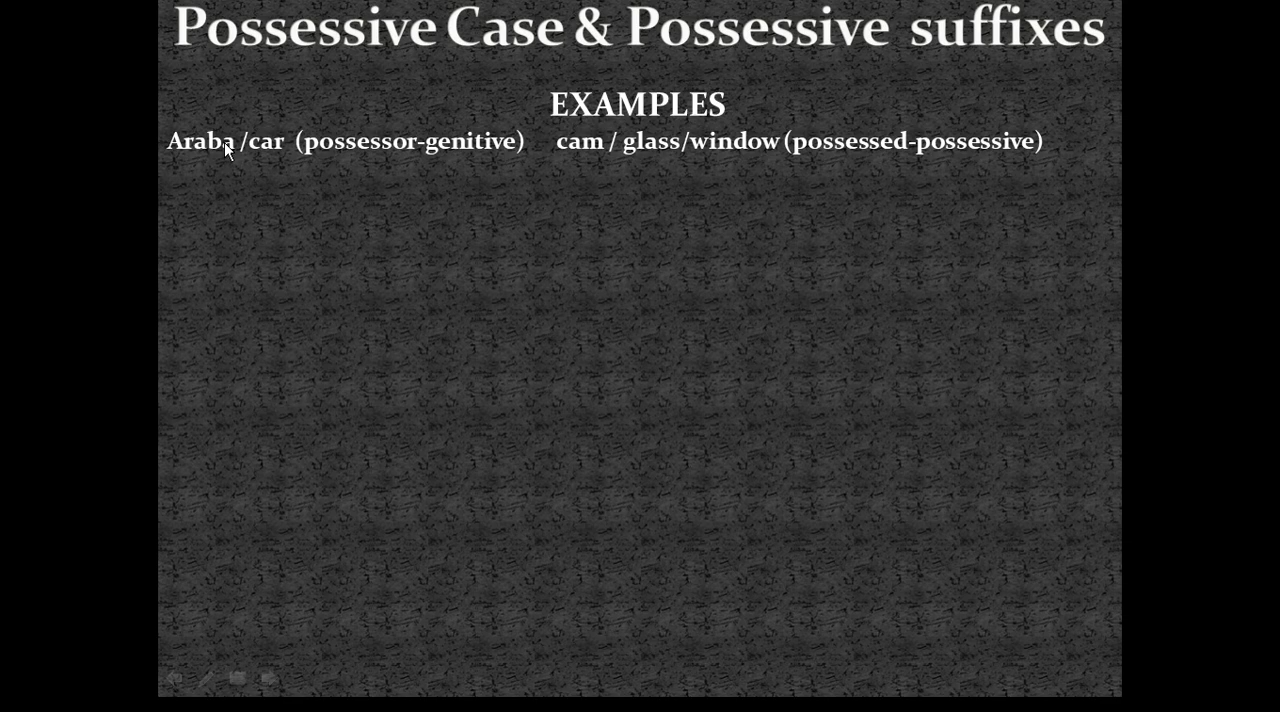 Possessive Case & Possessive suffixes
EXAMPLES
Araba /car (possessor-genitive) cam / glass/window (possessed-possessive)